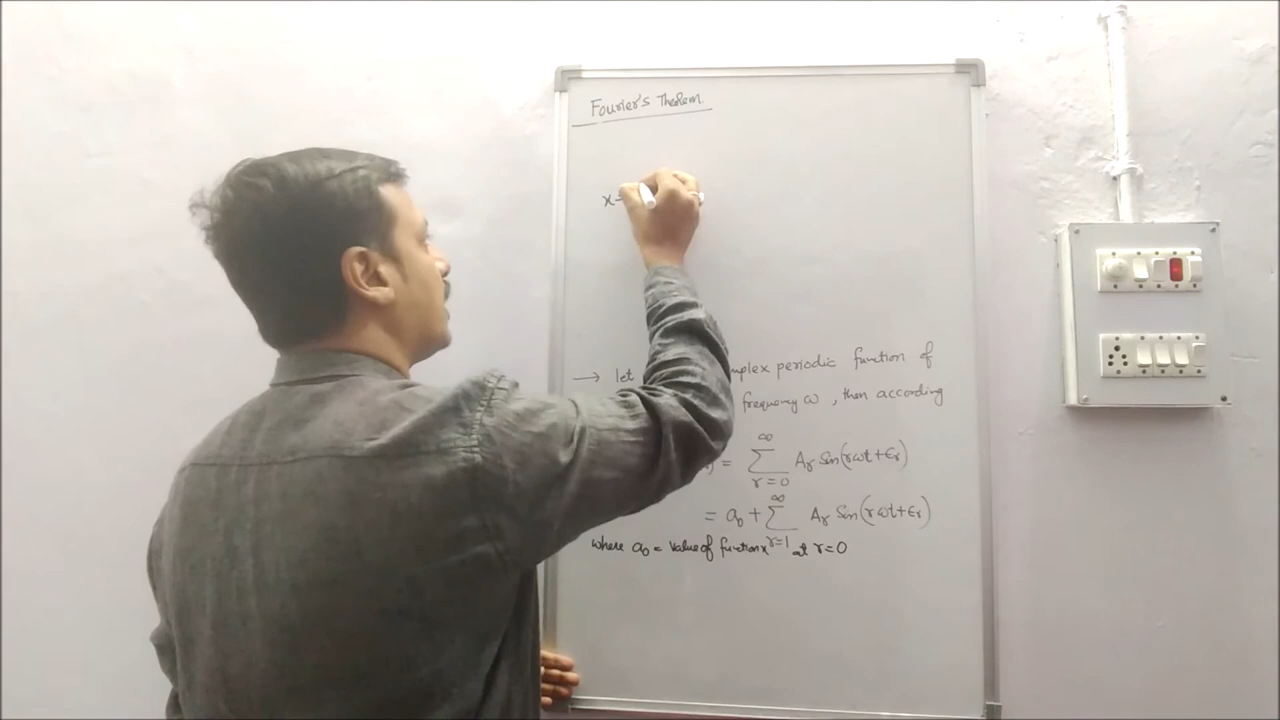 Fourier's Theorem.
x=
→ let mplex periodic function of
frequency ω , then according
) = ∞∑r=0 Ar Sin(rωt+εr)
= a0 + ∞∑r=1 Ar Sin(rωt+εr)
where a0 = value of function x at r=0